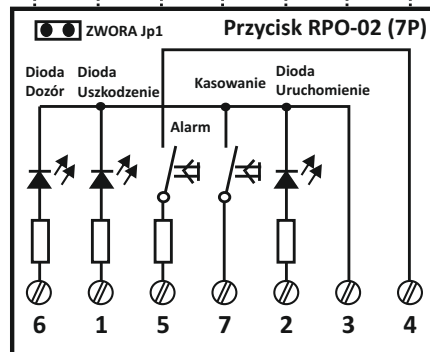 ZWORA Jp1
Przycisk RPO-02 (7P)
Dioda
Dozór
Dioda
Uszkodzenie
Kasowanie
Dioda
Uruchomienie
Alarm
6 1 5 7 2 3 4